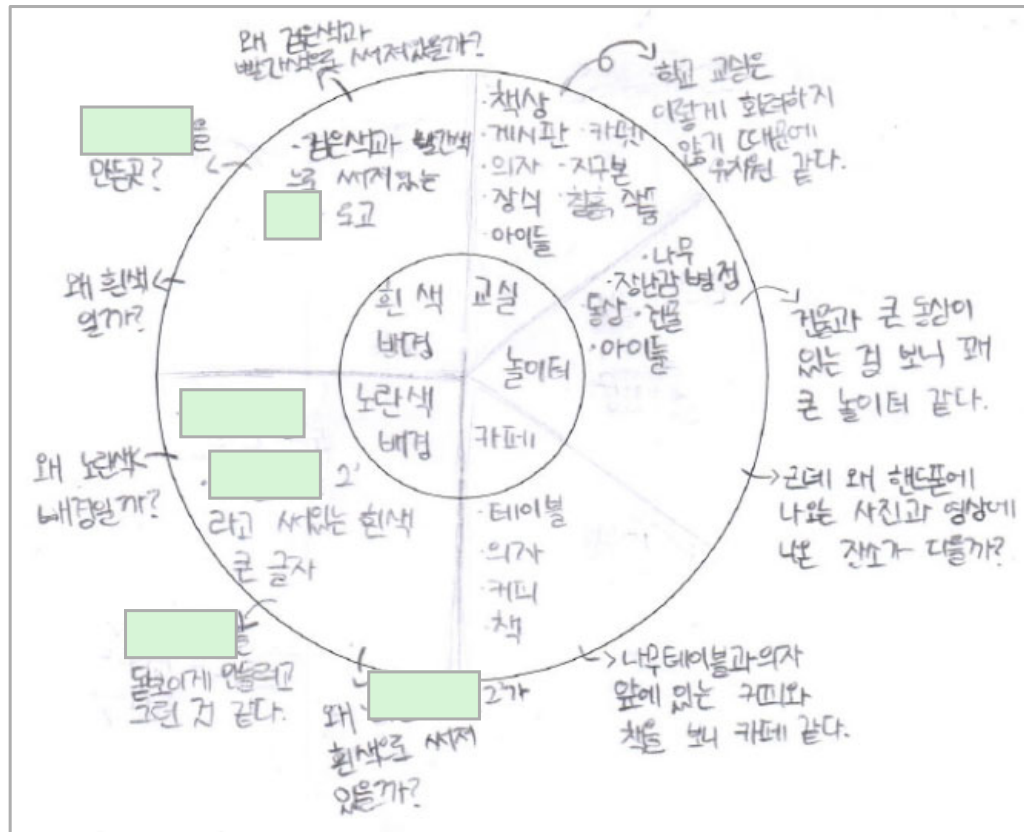 왜 검은색과
빨간색으로 써져있을까?
을
만든곳?
·검은색과 빨간색
으로 써져있는
로고
왜 흰색
일까?
흰 색
배경
교실
·책상
·게시판 ·카펫
·의자 ·지구본
·장식 ·칠판, 작품
·아이들
학교 교실은
이렇게 화려하지
않기 때문에
유치원 같다.
놀이터
·나무
·장난감 병정
동상 ·건물
·아이들
건물과 큰 동상이
있는 걸 보니 꽤
큰 놀이터 같다.
근데 왜 핸드폰에
나오는 사진과 영상에
나온 장소가 다를까?
카페
·테이블
·의자
·커피
·책
나무테이블과 의자
앞에 있는 커피와
책을 보니 카페 같다.
노란색
배경
2'
라고 써있는 흰색
큰 글자
왜 노란색
배경일까?
돋보이게 만들려고
그런 것 같다.
왜
2가
흰색으로 써져
있을까?